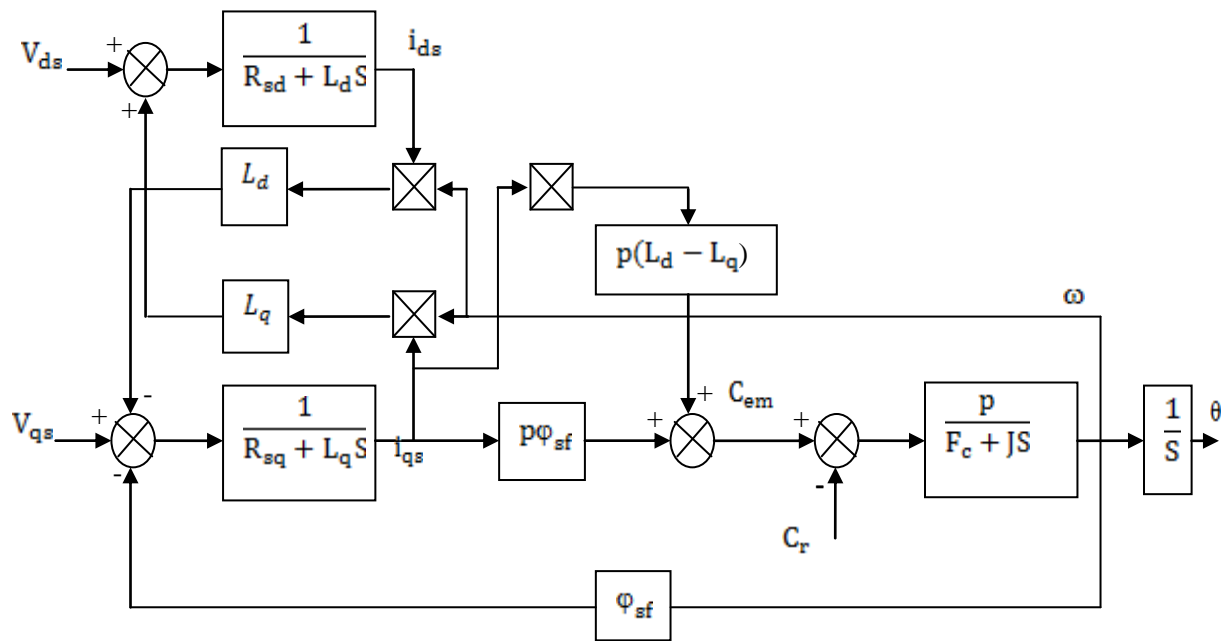 V_ds
+
+
1
R_sd + L_d S
i_ds
L_d
p(L_d − L_q)
L_q
ω
-
V_qs
+
-
1
R_sq + L_q S
i_qs
pφ_sf
+
+
C_em
+
-
C_r
p
F_c + JS
1
S
θ
φ_sf